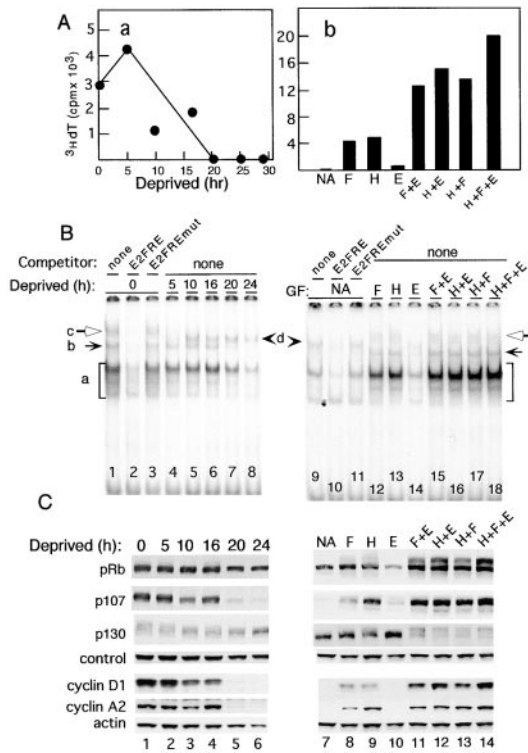 A
a
b
³HdT (cpmx 10³)
5
4
3
2
1
0 5 10 15 20 25 30
Deprived (hr)
20
16
12
8
4
NA F H E F+E H+E H+F H+F+E
B
Competitor: none E2FRE E2FREmut none
Deprived (h): 0 5 10 16 20 24
none E2FRE E2FREmut none
GF: NA F H E F+E H+E H+F H+F+E
c
b
a
d
1 2 3 4 5 6 7 8
9 10 11 12 13 14 15 16 17 18
C
Deprived (h): 0 5 10 16 20 24
NA F H E F+E H+E H+F H+F+E
pRb
p107
p130
control
cyclin D1
cyclin A2
actin
1 2 3 4 5 6
7 8 9 10 11 12 13 14